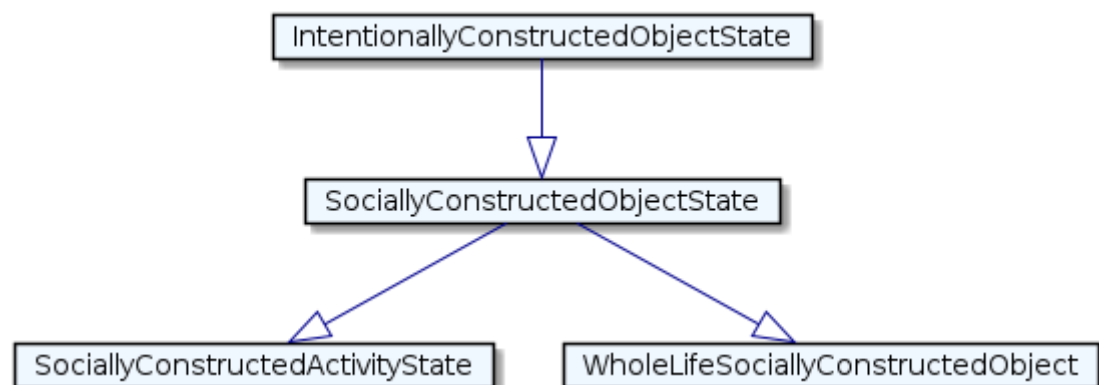 IntentionallyConstructedObjectState
SociallyConstructedObjectState
SociallyConstructedActivityState
WholeLifeSociallyConstructedObject